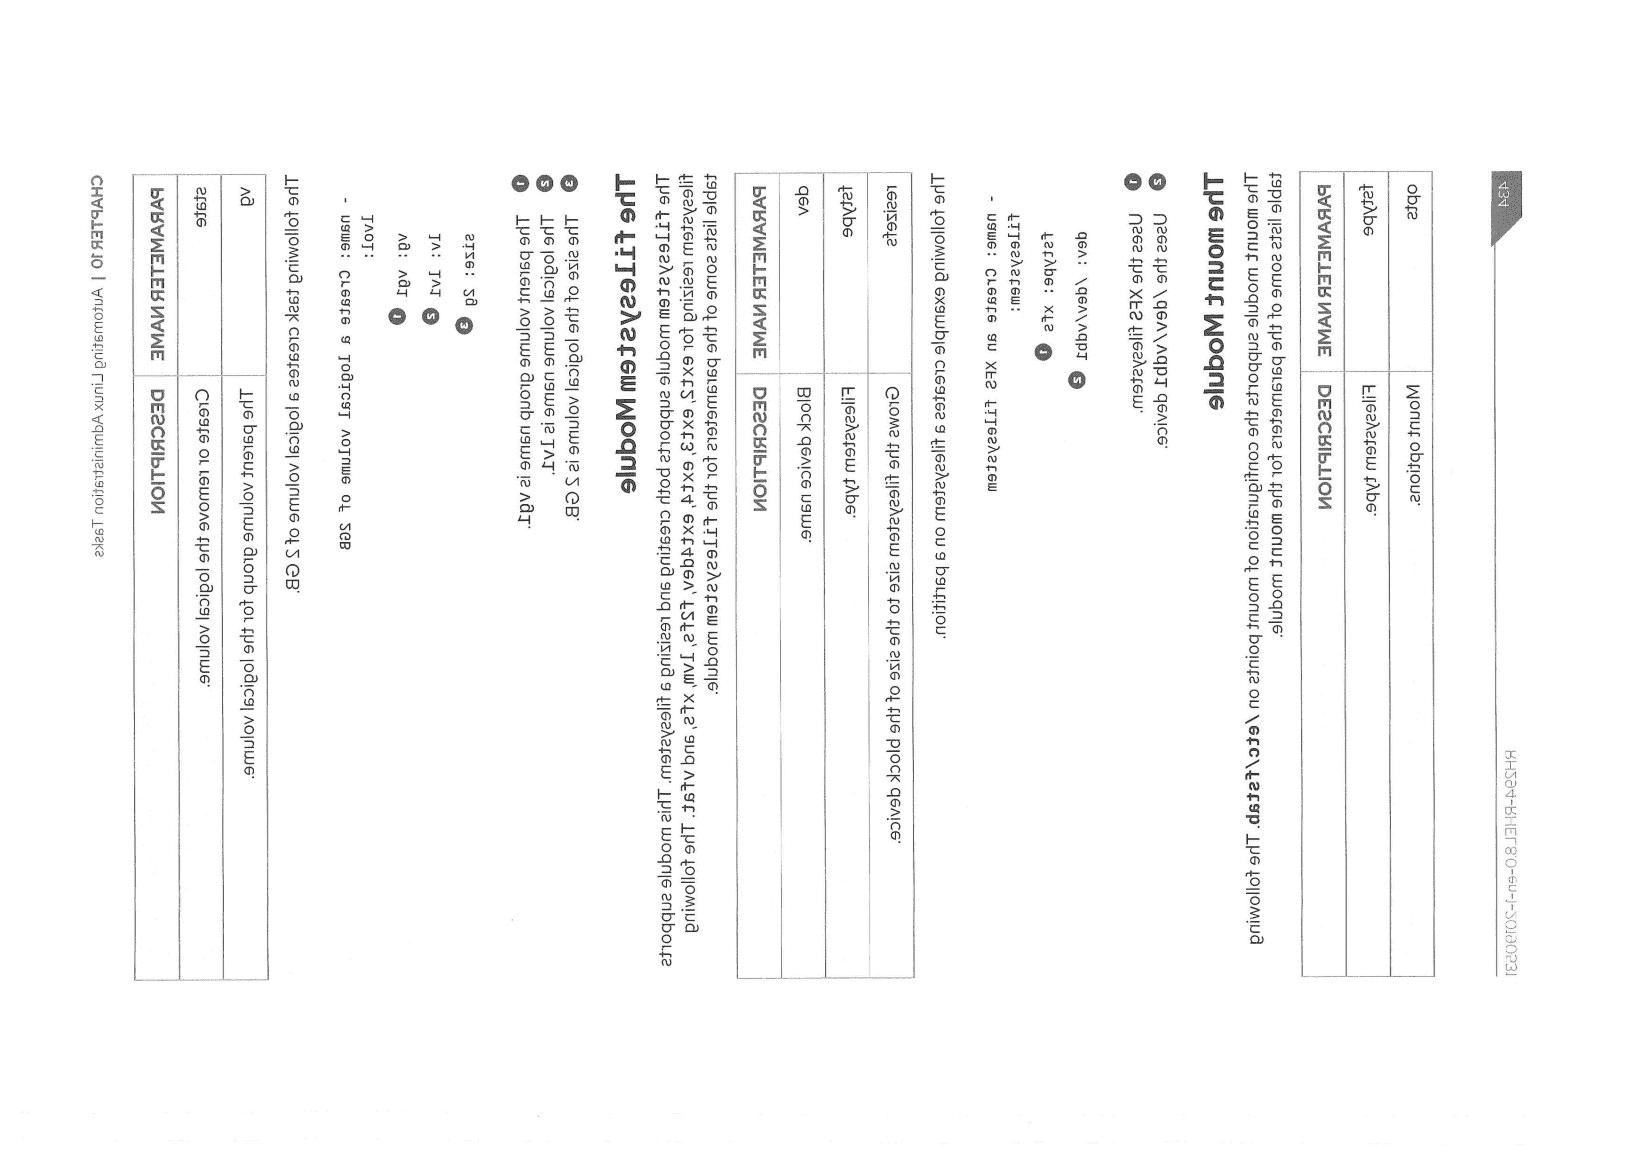 CHAPTER 10 | Automating Linux Administration Tasks
PARAMETER NAME DESCRIPTION
state Create or remove the logical volume.
vg The parent volume group for the logical volume.
The following task creates a logical volume of 2 GB.
- name: Create a logical volume of 2GB
lvol:
vg: vg1 1
lv: lv1 2
size: 2g 3
1 The parent volume group name is vg1.
2 The logical volume name is lv1.
3 The size of the logical volume is 2 GB.
The filesystem Module
The filesystem module supports both creating and resizing a filesystem. This module supports
filesystem resizing for ext2, ext3, ext4, ext4dev, f2fs, lvm, xfs, and vfat. The following
table lists some of the parameters for the filesystem module.
PARAMETER NAME DESCRIPTION
dev Block device name.
fstype Filesystem type.
resizefs Grows the filesystem size to the size of the block device.
The following example creates a filesystem on a partition.
- name: Create an XFS filesystem
filesystem:
fstype: xfs 1
dev: /dev/vdb1 2
1 Uses the XFS filesystem.
2 Uses the /dev/vdb1 device.
The mount Module
The mount module supports the configuration of mount points on /etc/fstab. The following
table lists some of the parameters for the mount module.
PARAMETER NAME DESCRIPTION
fstype Filesystem type.
opts Mount options.
434 RH294-RHEL8.0-en-1-20190531